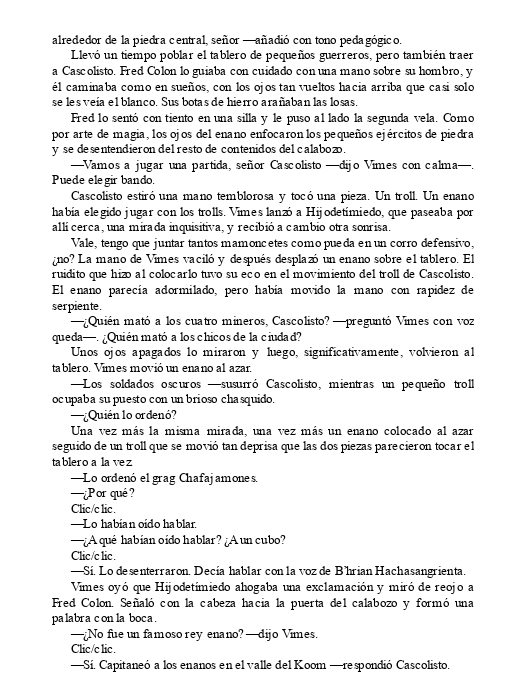 alrededor de la piedra central, señor —añadió con tono pedagógico.
Llevó un tiempo poblar el tablero de pequeños guerreros, pero también traer
a Cascolisto. Fred Colon lo guiaba con cuidado con una mano sobre su hombro, y
él caminaba como en sueños, con los ojos tan vueltos hacia arriba que casi solo
se les veía el blanco. Sus botas de hierro arañaban las losas.
Fred lo sentó con tiento en una silla y le puso al lado la segunda vela. Como
por arte de magia, los ojos del enano enfocaron los pequeños ejércitos de piedra
y se desentendieron del resto de contenidos del calabozo.
—Vamos a jugar una partida, señor Cascolisto —dijo Vimes con calma—.
Puede elegir bando.
Cascolisto estiró una mano temblorosa y tocó una pieza. Un troll. Un enano
había elegido jugar con los trolls. Vimes lanzó a Hijodetímiedo, que paseaba por
allí cerca, una mirada inquisitiva, y recibió a cambio otra sonrisa.
Vale, tengo que juntar tantos mamoncetes como pueda en un corro defensivo,
¿no? La mano de Vimes vaciló y después desplazó un enano sobre el tablero. El
ruidito que hizo al colocarlo tuvo su eco en el movimiento del troll de Cascolisto.
El enano parecía adormilado, pero había movido la mano con rapidez de
serpiente.
—¿Quién mató a los cuatro mineros, Cascolisto? —preguntó Vimes con voz
queda—. ¿Quién mató a los chicos de la ciudad?
Unos ojos apagados lo miraron y luego, significativamente, volvieron al
tablero. Vimes movió un enano al azar.
—Los soldados oscuros —susurró Cascolisto, mientras un pequeño troll
ocupaba su puesto con un brioso chasquido.
—¿Quién lo ordenó?
Una vez más la misma mirada, una vez más un enano colocado al azar
seguido de un troll que se movió tan deprisa que las dos piezas parecieron tocar el
tablero a la vez.
—Lo ordenó el grag Chafajamones.
—¿Por qué?
Clic/clic.
—Lo habían oído hablar.
—¿A qué habían oído hablar? ¿A un cubo?
Clic/clic.
—Sí. Lo desenterraron. Decía hablar con la voz de B'hrian Hachasangrienta.
Vimes oyó que Hijodetímiedo ahogaba una exclamación y miró de reojo a
Fred Colon. Señaló con la cabeza hacia la puerta del calabozo y formó una
palabra con la boca.
—¿No fue un famoso rey enano? —dijo Vimes.
Clic/clic.
—Sí. Capitaneó a los enanos en el valle del Koom —respondió Cascolisto.